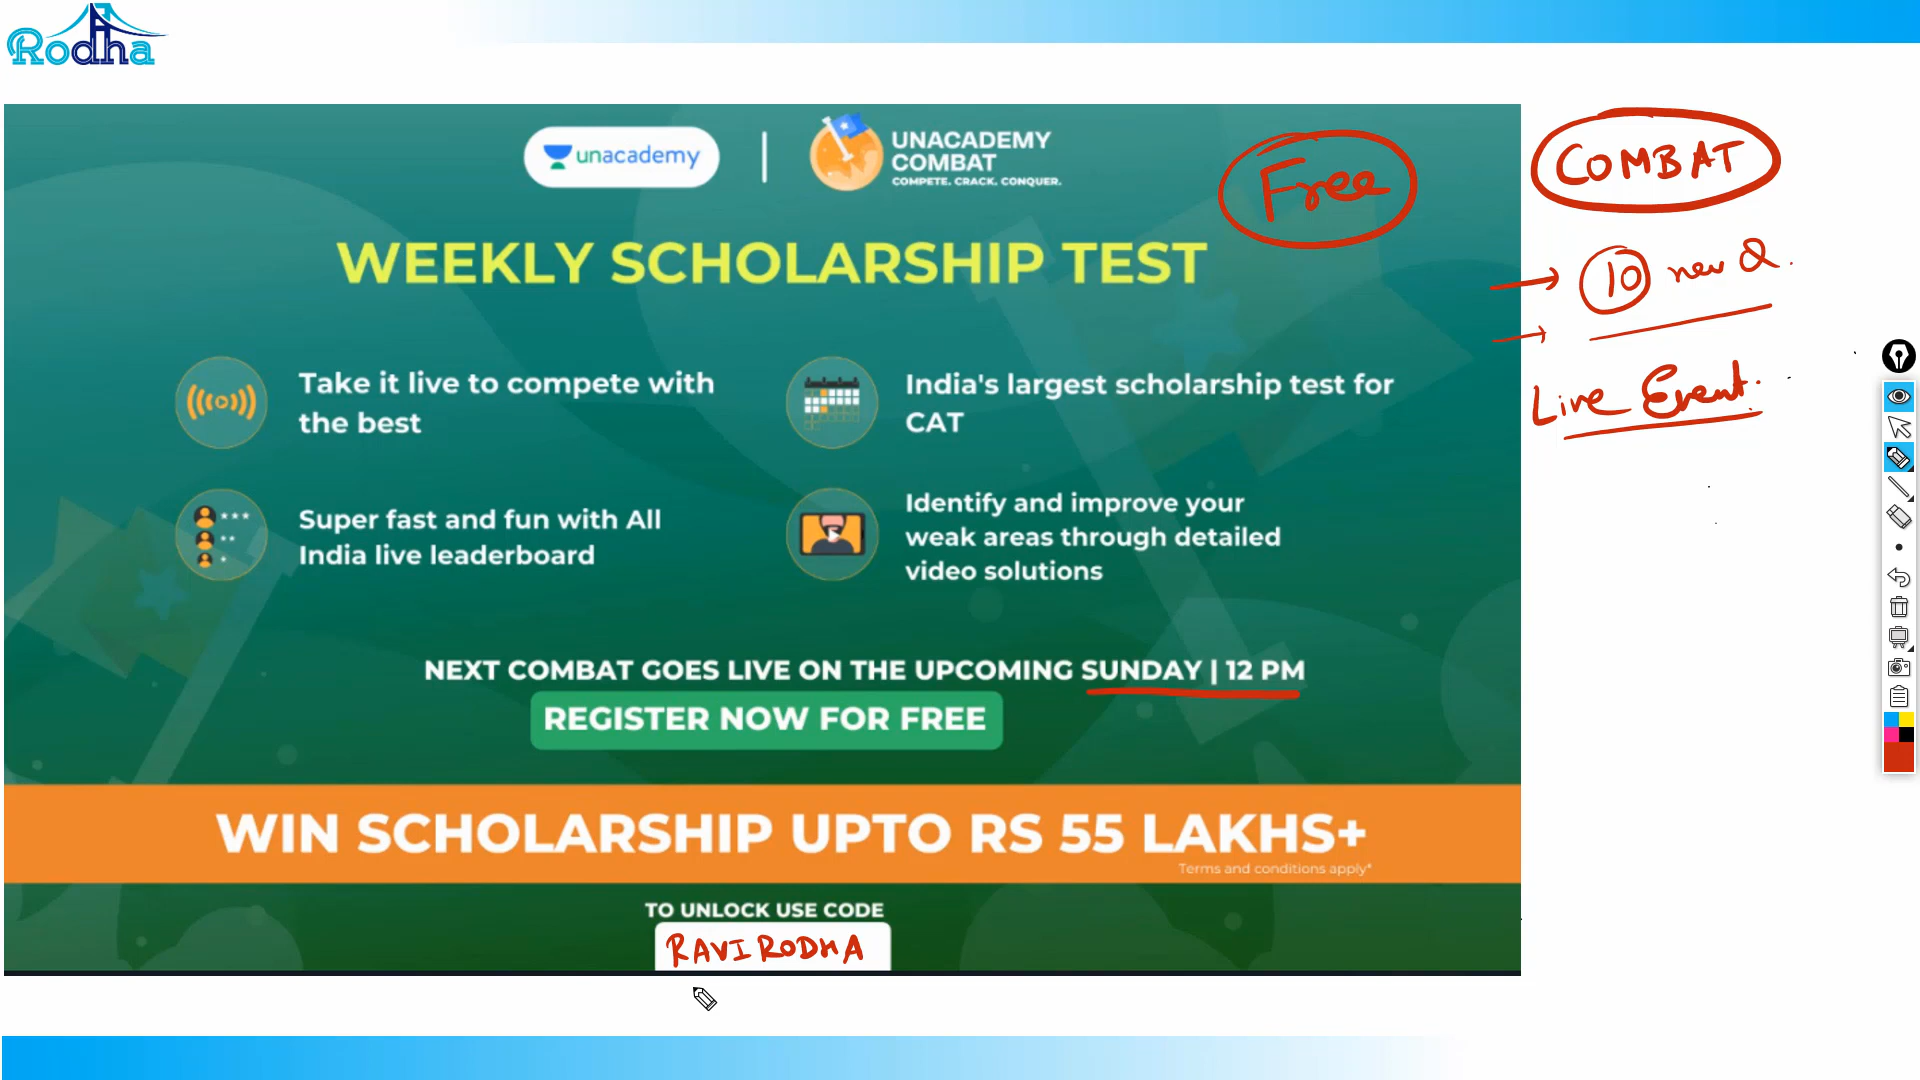 Rodha
unacademy
UNACADEMY
COMBAT
COMPETE. CRACK. CONQUER.
Free
COMBAT
WEEKLY SCHOLARSHIP TEST
10 new Q.
Live Event.
Take it live to compete with
the best
India's largest scholarship test for
CAT
Super fast and fun with All
India live leaderboard
Identify and improve your
weak areas through detailed
video solutions
NEXT COMBAT GOES LIVE ON THE UPCOMING SUNDAY | 12 PM
REGISTER NOW FOR FREE
WIN SCHOLARSHIP UPTO RS 55 LAKHS+
Terms and conditions apply*
TO UNLOCK USE CODE
RAVIRODHA